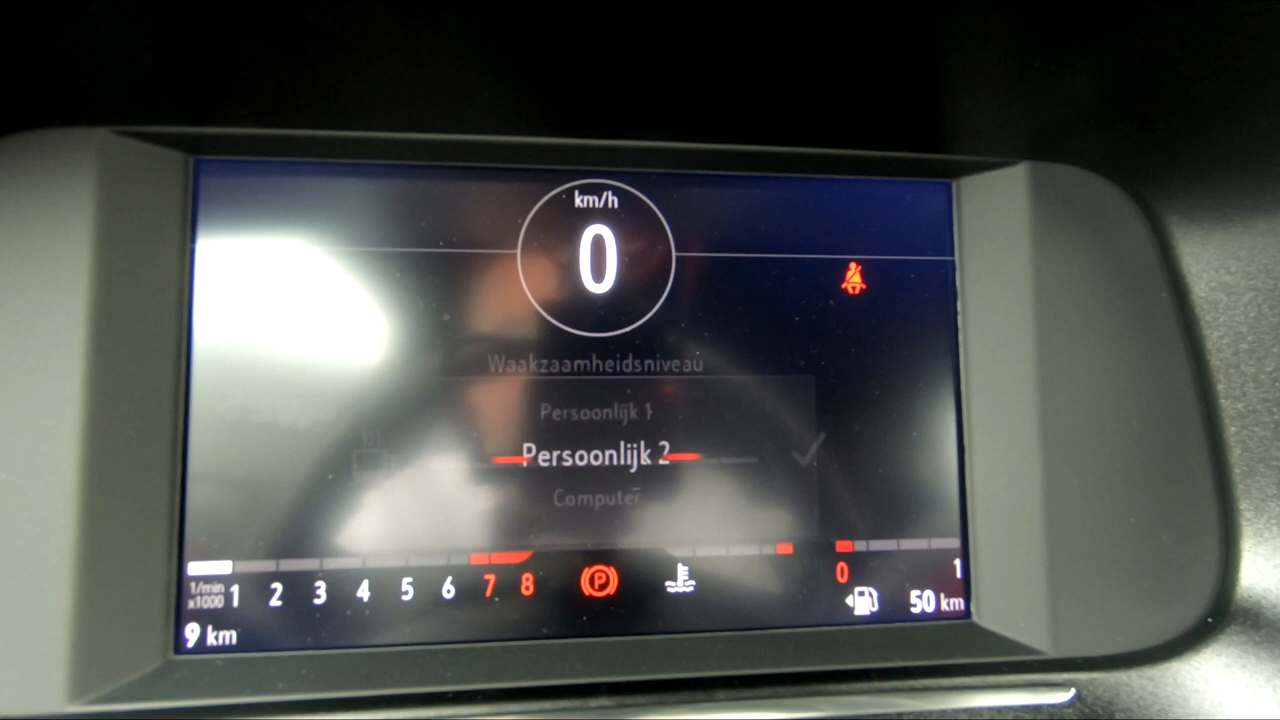 km/h
0
Waakzaamheidsniveau
Persoonlijk 1
Persoonlijk 2
Computer
1/min
x1000
1 2 3 4 5 6 7 8
P
0 1
50 km
9 km